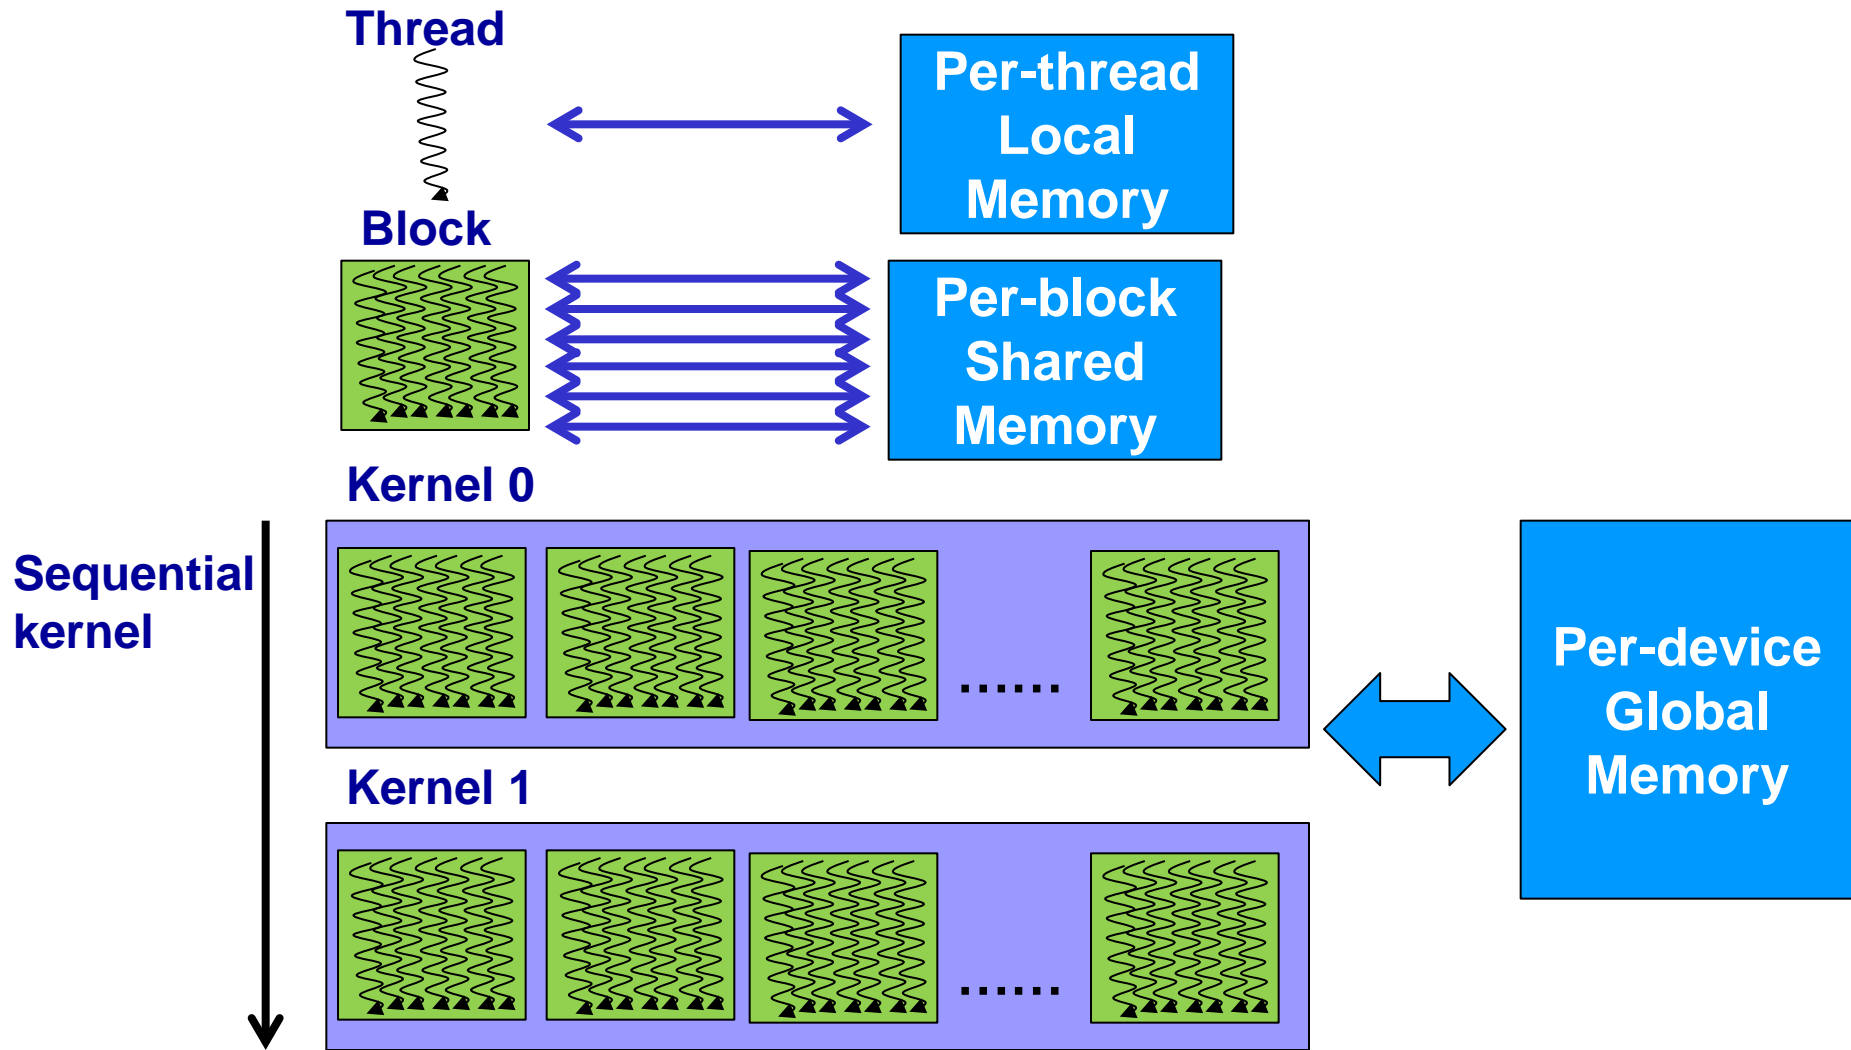 Thread
Per-thread
Local
Memory
Block
Per-block
Shared
Memory
Kernel 0
Sequential
kernel
......
Per-device
Global
Memory
Kernel 1
......